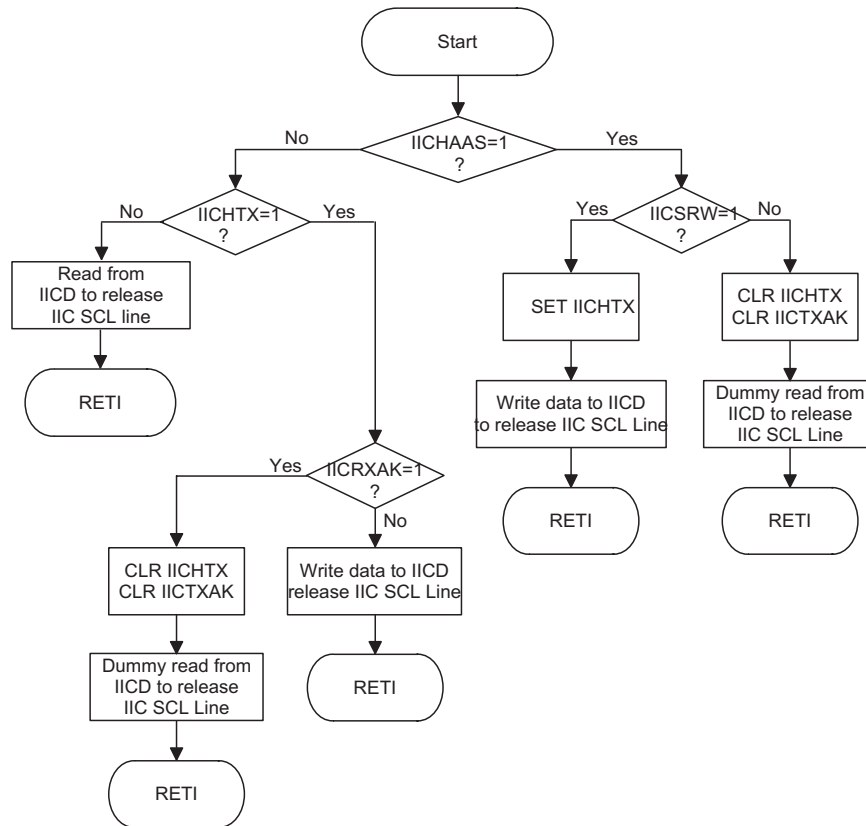 Start
IICHAAS=1
?
No
Yes
IICHTX=1
?
No
Yes
IICSRW=1
?
Yes
No
Read from
IICD to release
IIC SCL line
RETI
SET IICHTX
CLR IICHTX
CLR IICTXAK
Write data to IICD
to release IIC SCL Line
Dummy read from
IICD to release
IIC SCL Line
RETI
RETI
IICRXAK=1
?
Yes
No
CLR IICHTX
CLR IICTXAK
Write data to IICD
release IIC SCL Line
Dummy read from
IICD to release
IIC SCL Line
RETI
RETI